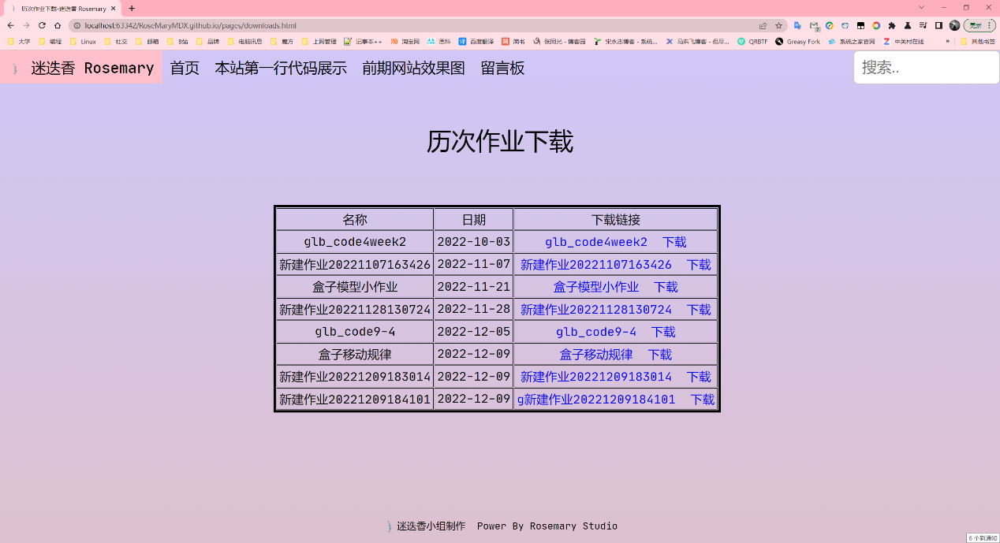 历次作业下载-迷迭香 Rosemary
localhost:63342/RoseMaryMDX.github.io/pages/downloads.html
更新
大学 编程 Linux 社交 邮箱 B站 品牌 电脑讯息 魔方 上网管理 记事本++ 淘宝网 思科 百度翻译 简书 张同光 - 博客园 宋永志博客 - 系统... 马洪飞博客 - 但尽... QRBTF Greasy Fork 系统之家官网 中关村在线 » 其他书签
迷迭香 Rosemary 首页 本站第一行代码展示 前期网站效果图 留言板 搜索..
历次作业下载
名称 日期 下载链接
glb_code4week2 2022-10-03 glb_code4week2 下载
新建作业20221107163426 2022-11-07 新建作业20221107163426 下载
盒子模型小作业 2022-11-21 盒子模型小作业 下载
新建作业20221128130724 2022-11-28 新建作业20221128130724 下载
glb_code9-4 2022-12-05 glb_code9-4 下载
盒子移动规律 2022-12-09 盒子移动规律 下载
新建作业20221209183014 2022-12-09 新建作业20221209183014 下载
新建作业20221209184101 2022-12-09 g新建作业20221209184101 下载
迷迭香小组制作 Power By Rosemary Studio
6 个新通知